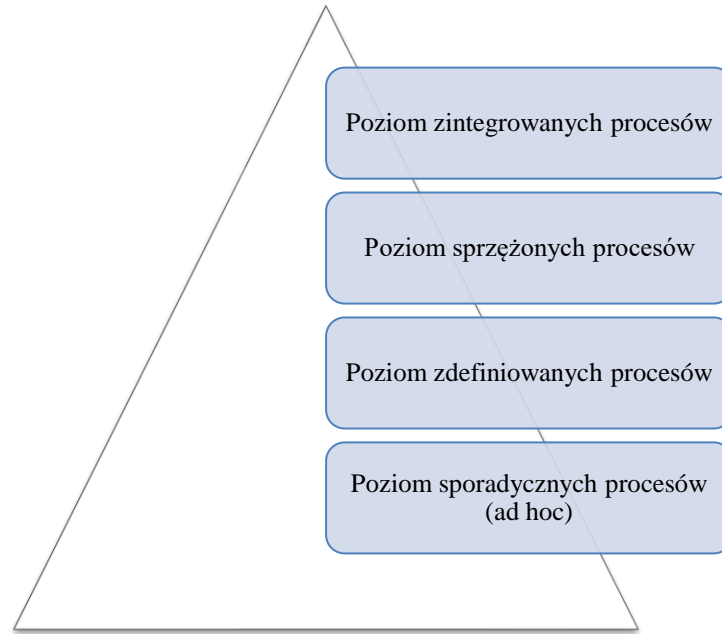 Poziom zintegrowanych procesów
Poziom sprzężonych procesów
Poziom zdefiniowanych procesów
Poziom sporadycznych procesów
(ad hoc)